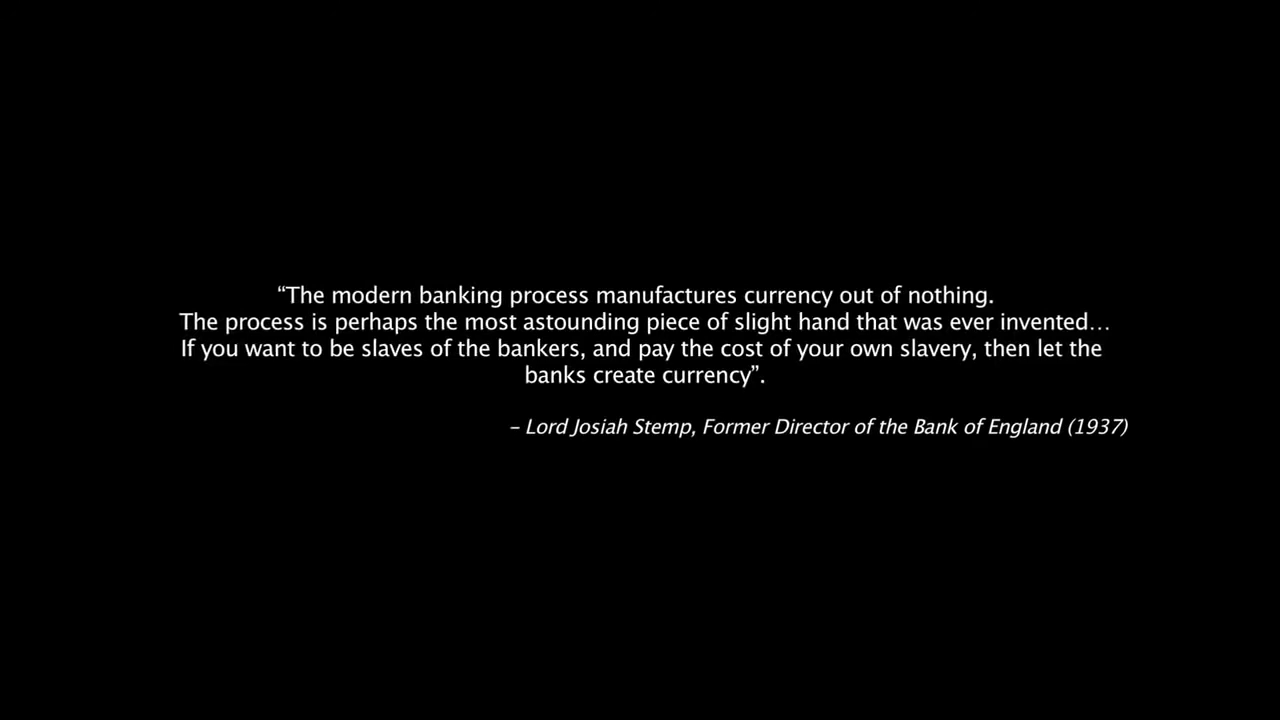 “The modern banking process manufactures currency out of nothing.
The process is perhaps the most astounding piece of slight hand that was ever invented...
If you want to be slaves of the bankers, and pay the cost of your own slavery, then let the
banks create currency”.
– Lord Josiah Stemp, Former Director of the Bank of England (1937)